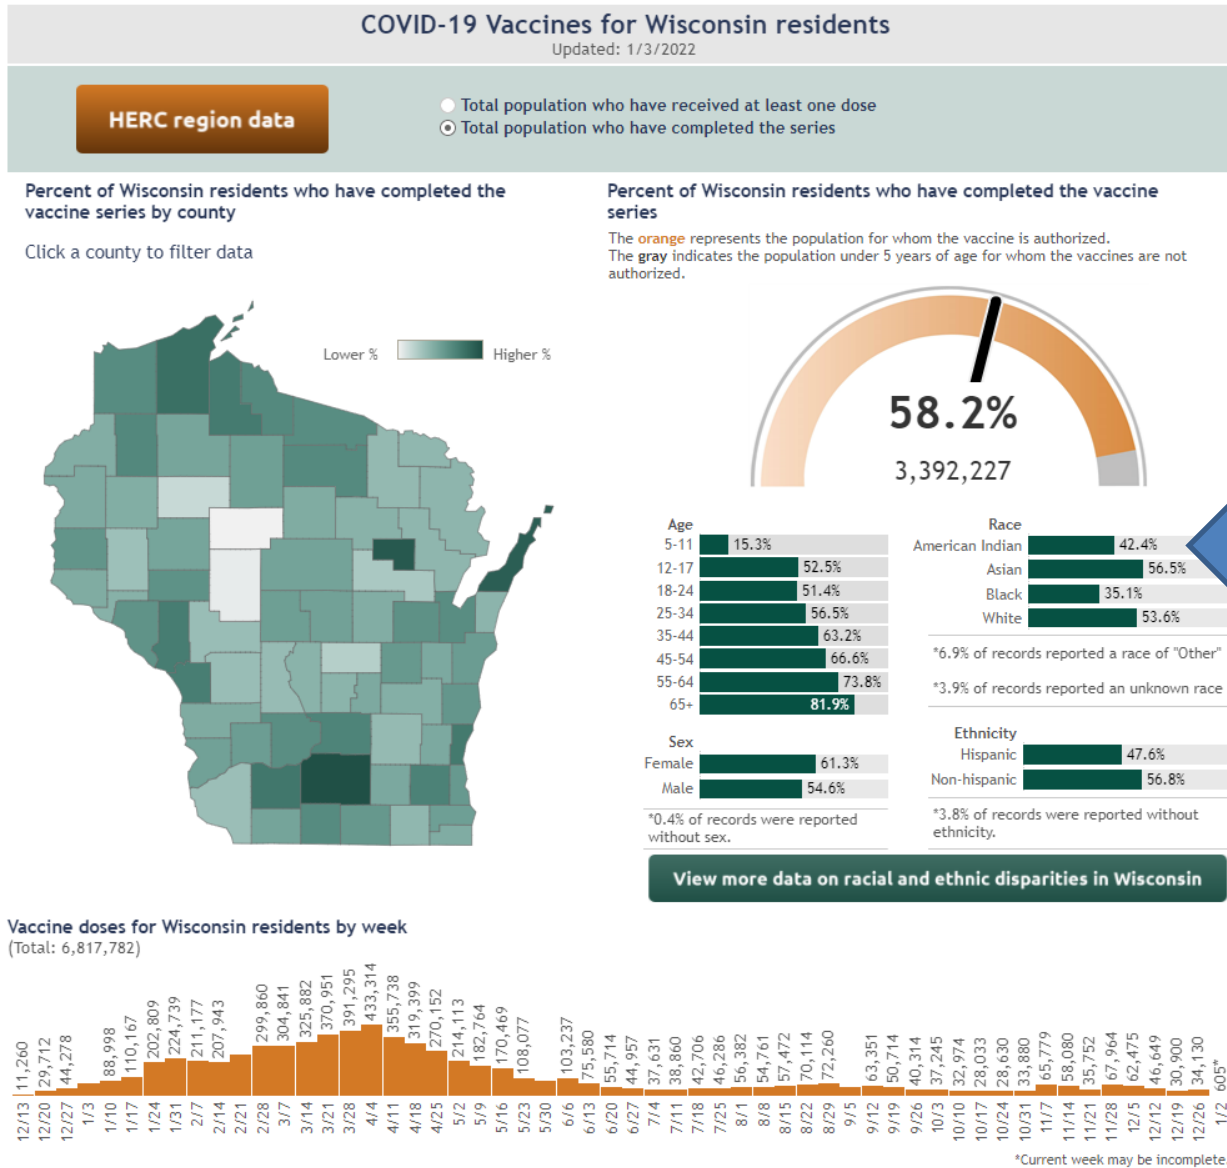 COVID-19 Vaccines for Wisconsin residents
Updated: 1/3/2022
HERC region data
Total population who have received at least one dose
Total population who have completed the series
Percent of Wisconsin residents who have completed the
vaccine series by county
Click a county to filter data
Lower %
Higher %
Percent of Wisconsin residents who have completed the vaccine
series
The orange represents the population for whom the vaccine is authorized.
The gray indicates the population under 5 years of age for whom the vaccines are not
authorized.
58.2%
3,392,227
Age
5-11 15.3%
12-17 52.5%
18-24 51.4%
25-34 56.5%
35-44 63.2%
45-54 66.6%
55-64 73.8%
65+ 81.9%
Sex
Female 61.3%
Male 54.6%
*0.4% of records were reported
without sex.
Race
American Indian 42.4%
Asian 56.5%
Black 35.1%
White 53.6%
*6.9% of records reported a race of "Other"
*3.9% of records reported an unknown race
Ethnicity
Hispanic 47.6%
Non-hispanic 56.8%
*3.8% of records were reported without
ethnicity.
View more data on racial and ethnic disparities in Wisconsin
Vaccine doses for Wisconsin residents by week
(Total: 6,817,782)
11,260 29,712 44,278 88,998 110,167 202,809 224,739 211,177 207,943 299,860 304,841 325,882 370,951 391,295 433,314 355,738 319,399 270,152 214,113 182,764 170,469 108,077 103,237 75,580 55,714 44,957 37,631 38,860 42,706 46,286 56,382 54,761 57,472 70,114 72,260 63,351 50,714 40,314 37,245 32,974 28,033 28,630 33,880 65,779 58,080 35,752 67,964 62,475 46,649 30,900 34,130 605*
12/13 12/20 12/27 1/3 1/10 1/17 1/24 1/31 2/7 2/14 2/21 2/28 3/7 3/14 3/21 3/28 4/4 4/11 4/18 4/25 5/2 5/9 5/16 5/23 5/30 6/6 6/13 6/20 6/27 7/4 7/11 7/18 7/25 8/1 8/8 8/15 8/22 8/29 9/5 9/12 9/19 9/26 10/3 10/10 10/17 10/24 10/31 11/7 11/14 11/21 11/28 12/5 12/12 12/19 12/26 1/2
*Current week may be incomplete